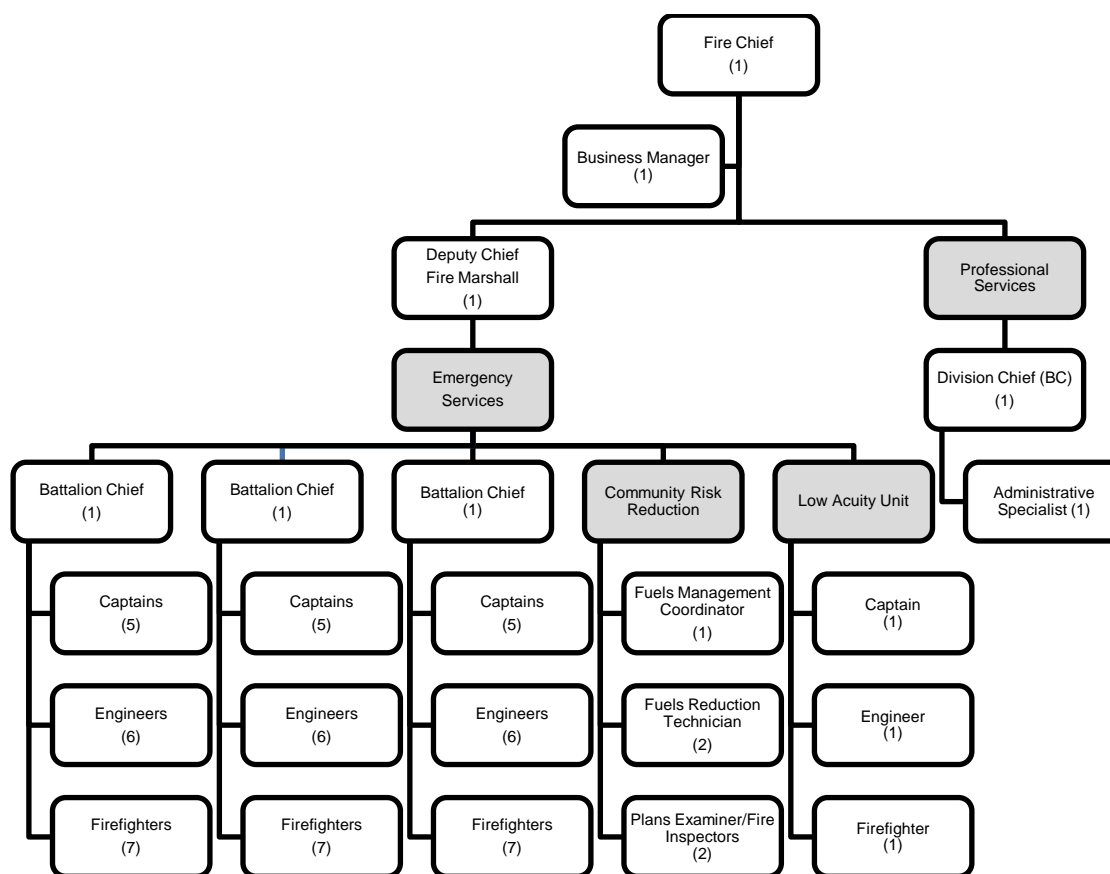 Fire Chief
(1)
Business Manager
(1)
Deputy Chief
Fire Marshall
(1)
Professional
Services
Emergency
Services
Division Chief (BC)
(1)
Administrative
Specialist (1)
Battalion Chief
(1)
Captains
(5)
Engineers
(6)
Firefighters
(7)
Battalion Chief
(1)
Captains
(5)
Engineers
(6)
Firefighters
(7)
Battalion Chief
(1)
Captains
(5)
Engineers
(6)
Firefighters
(7)
Community Risk
Reduction
Fuels Management
Coordinator
(1)
Fuels Reduction
Technician
(2)
Plans Examiner/Fire
Inspectors
(2)
Low Acuity Unit
Captain
(1)
Engineer
(1)
Firefighter
(1)